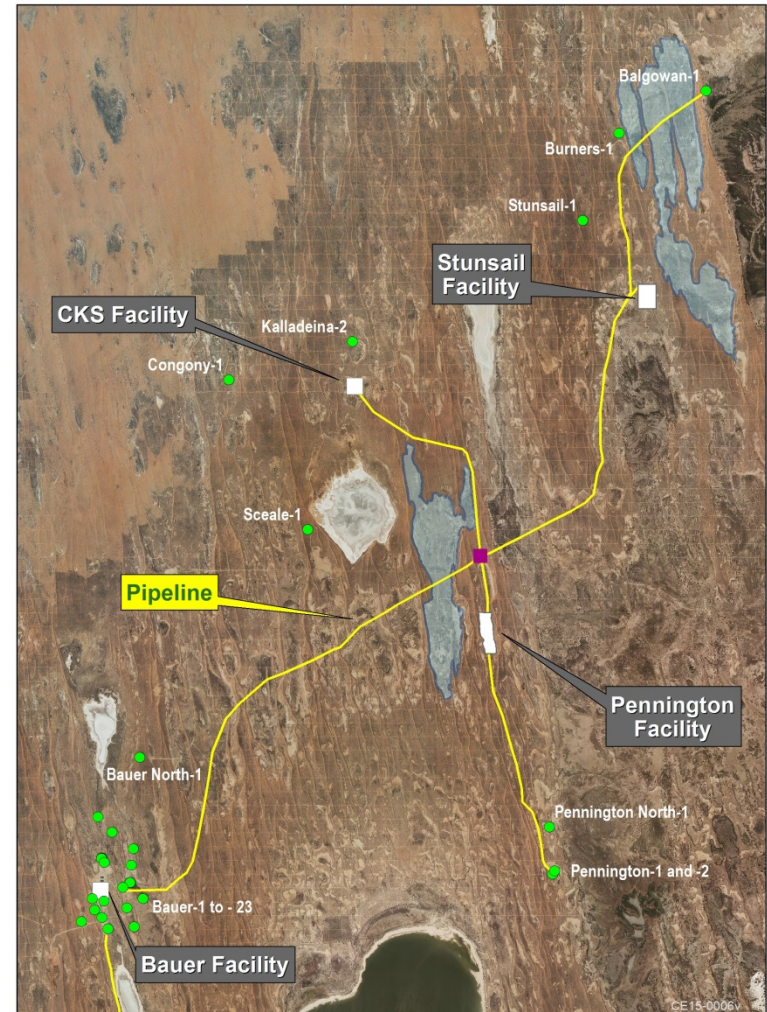 Balgowan-1
Burners-1
Stunsail-1
Stunsail
Facility
CKS Facility
Kalladeina-2
Congony-1
Sceale-1
Pipeline
Pennington
Facility
Bauer North-1
Pennington North-1
Pennington-1 and -2
Bauer-1 to - 23
Bauer Facility
CE15-0006v